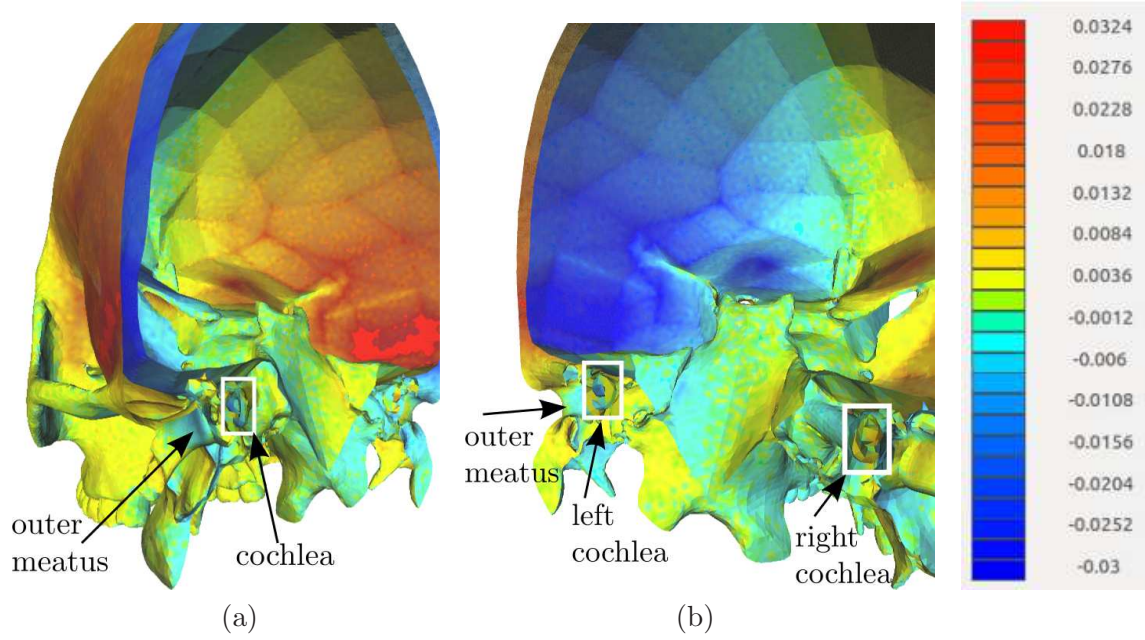 outer
meatus
cochlea
(a)
outer
meatus
left
cochlea
right
cochlea
(b)
0.0324
0.0276
0.0228
0.018
0.0132
0.0084
0.0036
-0.0012
-0.006
-0.0108
-0.0156
-0.0204
-0.0252
-0.03